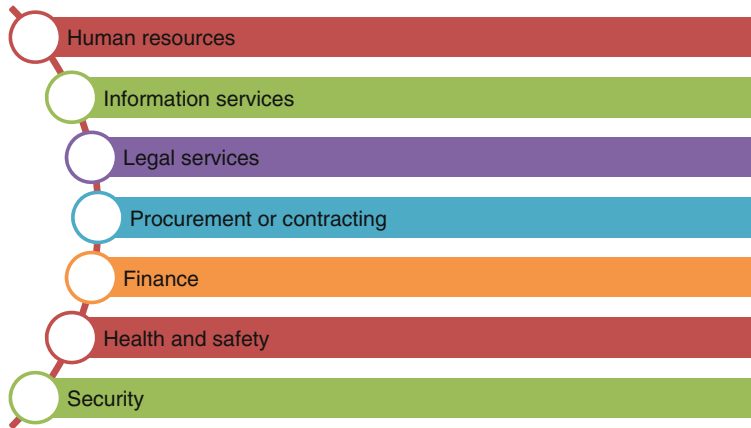 Human resources
Information services
Legal services
Procurement or contracting
Finance
Health and safety
Security